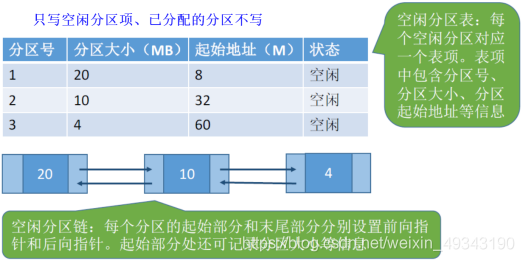 只写空闲分区项、已分配的分区不写
分区号 分区大小（MB） 起始地址（M） 状态
1 20 8 空闲
2 10 32 空闲
3 4 60 空闲
空闲分区表：每
个空闲分区对应
一个表项。表项
中包含分区号、
分区大小、分区
起始地址等信息
20 10 4
空闲分区链：每个分区的起始部分和末尾部分分别设置前向指
针和后向指针。起始部分处还可记录分区大小等信息
https://blog.csdn.net/weixin_49343190